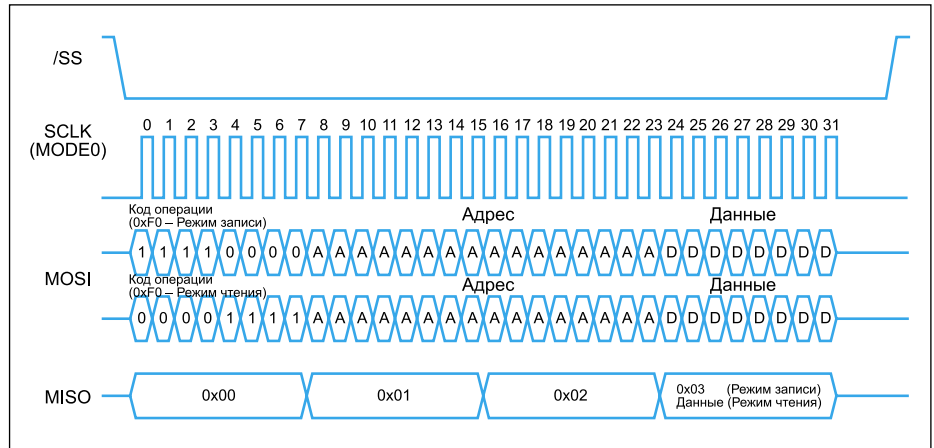 /SS
SCLK
(MODE0)
0 1 2 3 4 5 6 7 8 9 10 11 12 13 14 15 16 17 18 19 20 21 22 23 24 25 26 27 28 29 30 31
Код операции
(0xF0 – Режим записи)
Адрес
Данные
1 1 1 1 0 0 0 0 A A A A A A A A A A A A A A A A D D D D D D D D
MOSI
Код операции
(0xF0 – Режим чтения)
Адрес
Данные
0 0 0 0 1 1 1 1 A A A A A A A A A A A A A A A A D D D D D D D D
MISO
0x00
0x01
0x02
0x03 (Режим записи)
Данные (Режим чтения)